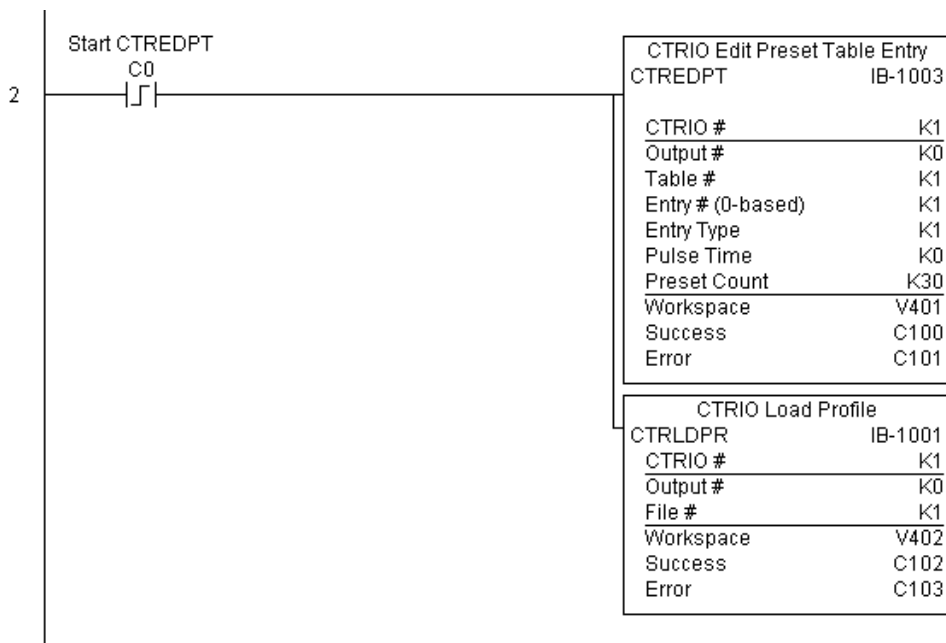 Start CTREDPT
C0
2
CTRIO Edit Preset Table Entry
CTREDPT IB-1003
CTRIO # K1
Output # K0
Table # K1
Entry # (0-based) K1
Entry Type K1
Pulse Time K0
Preset Count K30
Workspace V401
Success C100
Error C101
CTRIO Load Profile
CTRLDPR IB-1001
CTRIO # K1
Output # K0
File # K1
Workspace V402
Success C102
Error C103